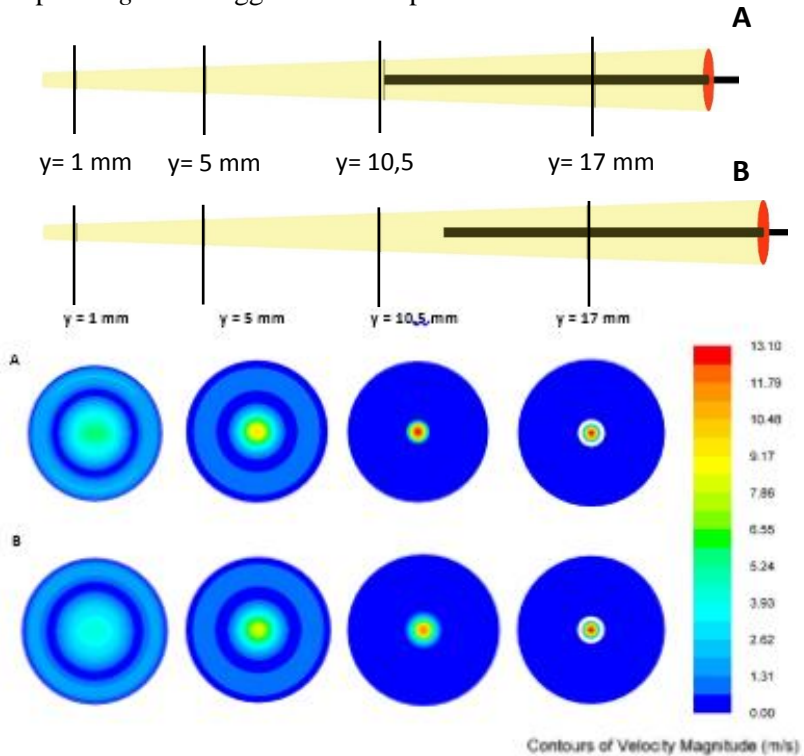 A
y= 1 mm y= 5 mm y= 10,5 y= 17 mm
B
y = 1 mm y = 5 mm y = 10,5 mm y = 17 mm
A
B
13.10
11.79
10.48
9.17
7.86
6.55
5.24
3.93
2.62
1.31
0.00
Contours of Velocity Magnitude (m/s)